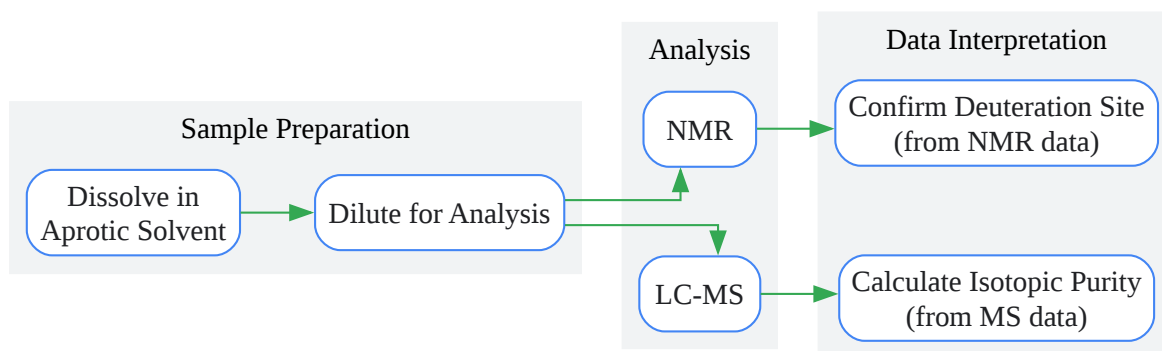 Sample Preparation
Dissolve in
Aprotic Solvent
Dilute for Analysis
Analysis
NMR
LC-MS
Data Interpretation
Confirm Deuteration Site
(from NMR data)
Calculate Isotopic Purity
(from MS data)